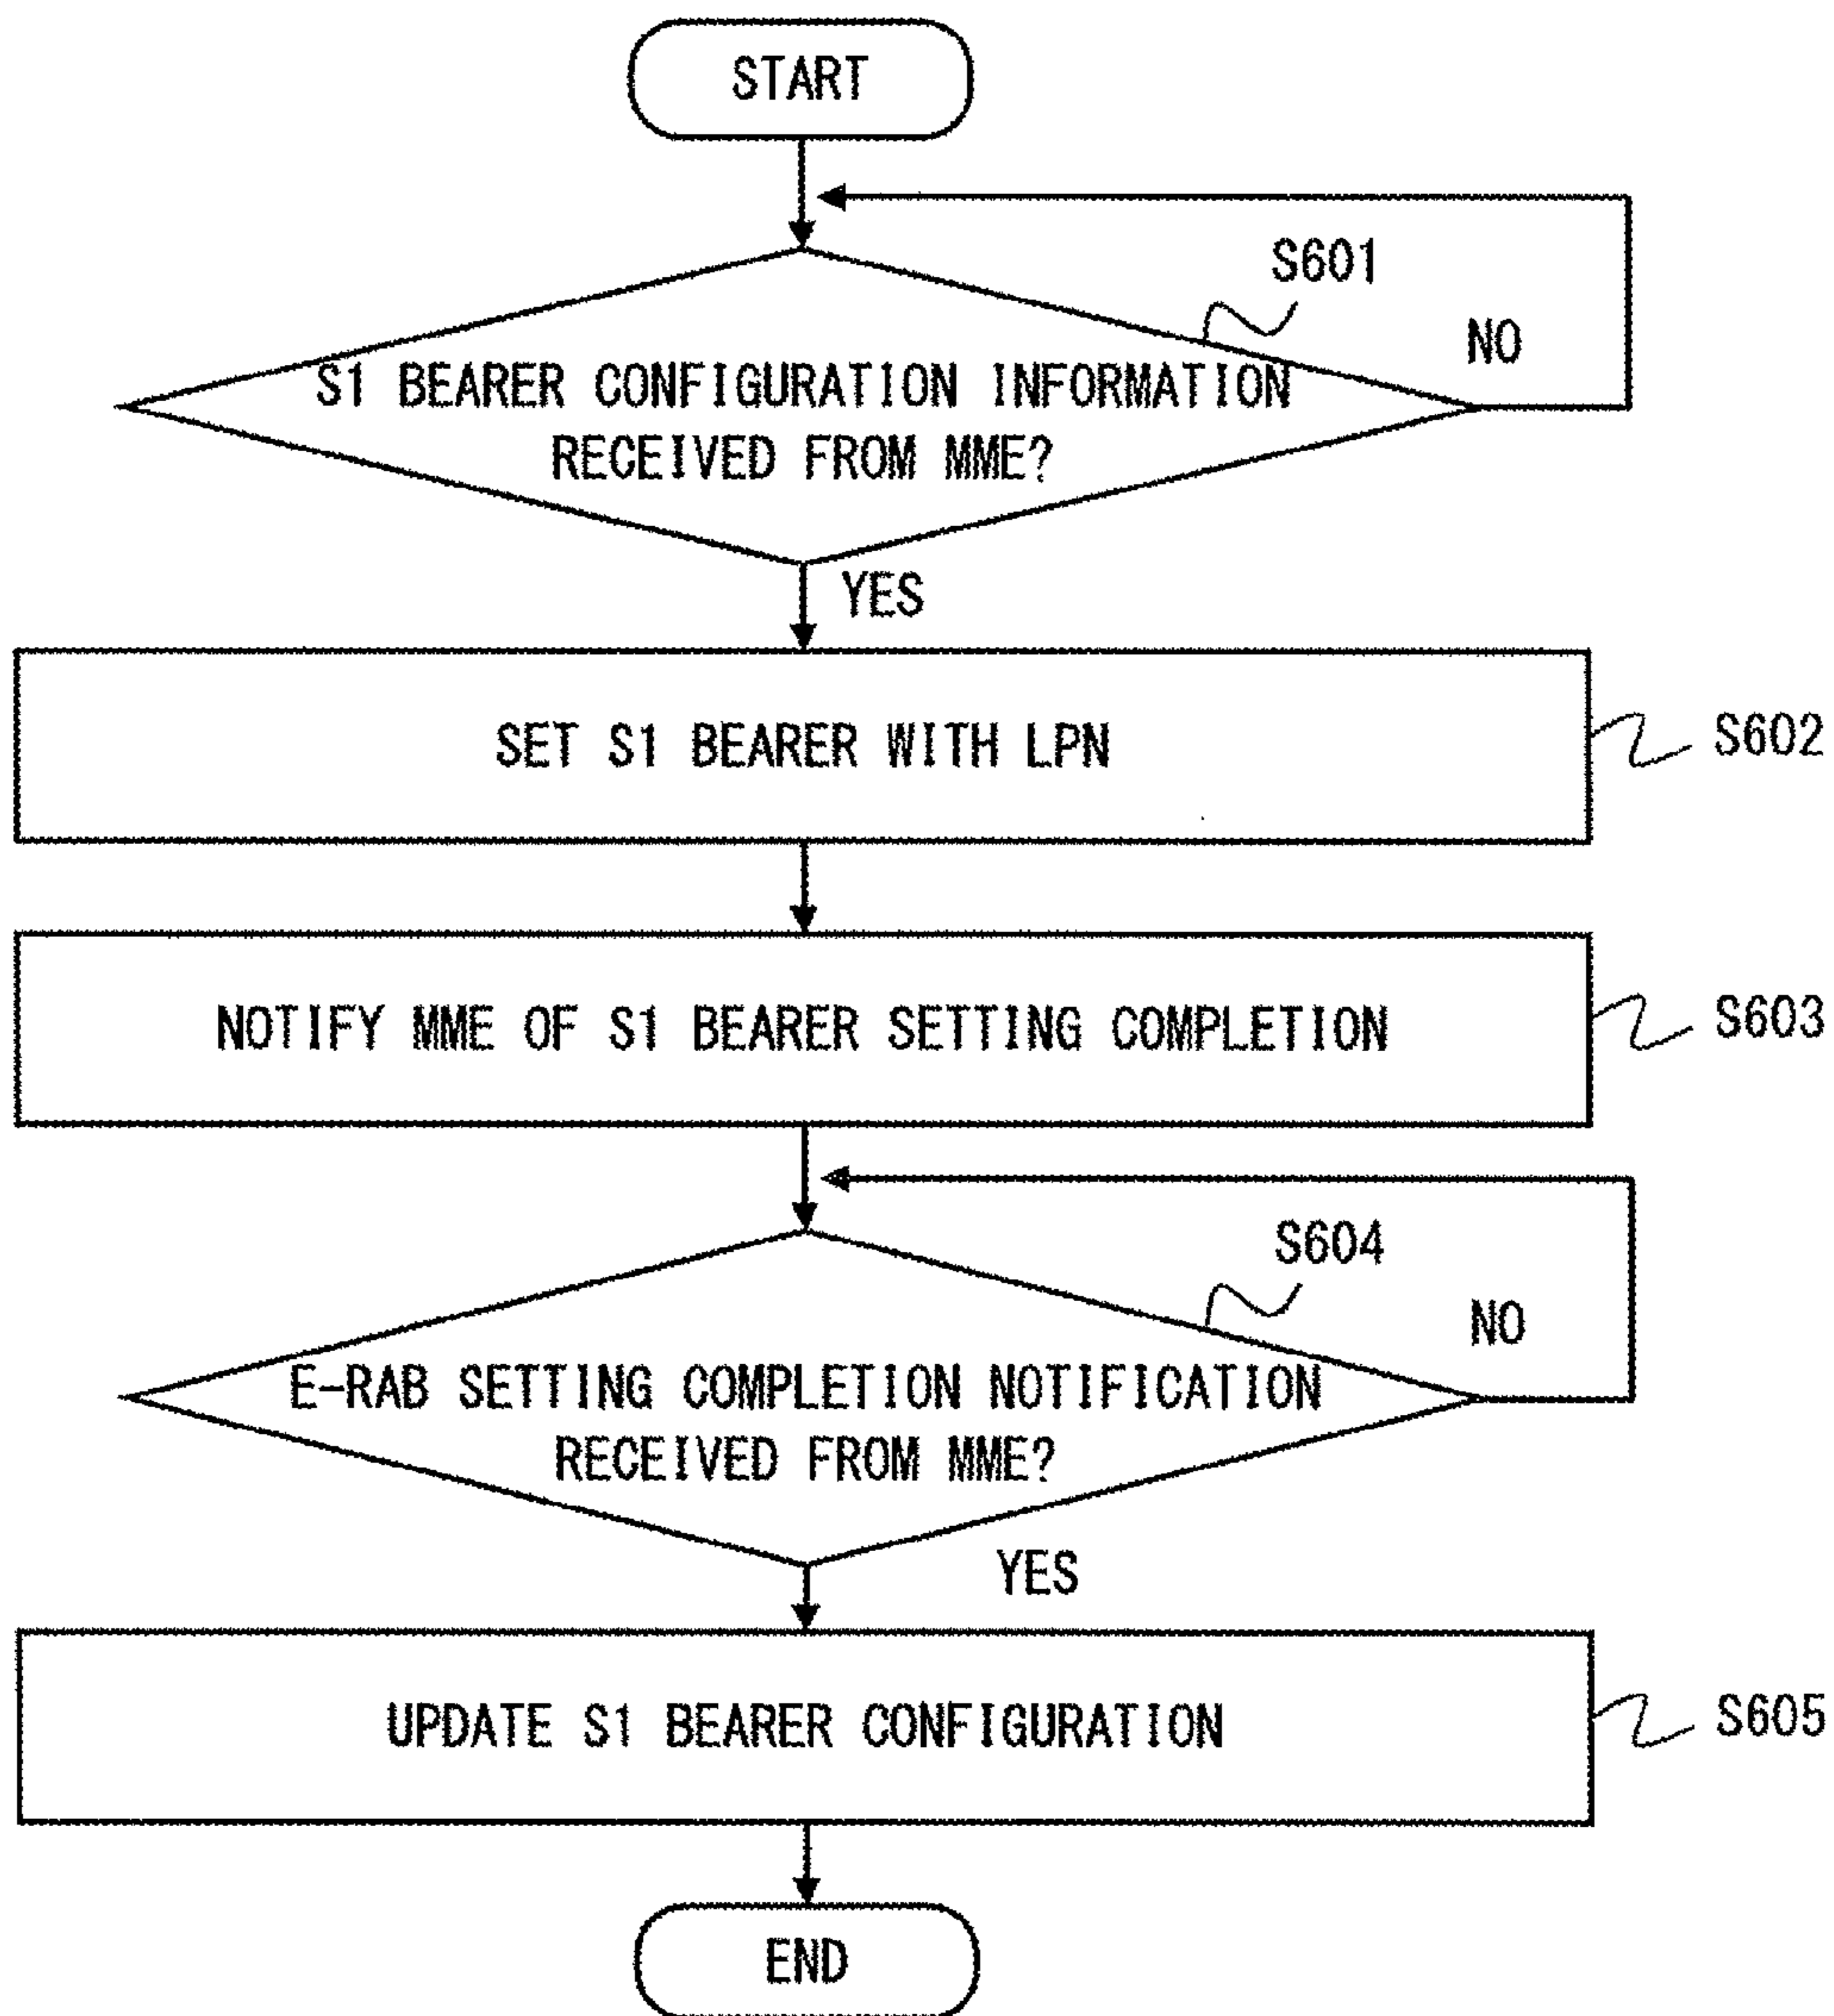 START
S601
NO
S1 BEARER CONFIGURATION INFORMATION
RECEIVED FROM MME?
YES
SET S1 BEARER WITH LPN
S602
NOTIFY MME OF S1 BEARER SETTING COMPLETION
S603
S604
NO
E-RAB SETTING COMPLETION NOTIFICATION
RECEIVED FROM MME?
YES
UPDATE S1 BEARER CONFIGURATION
S605
END